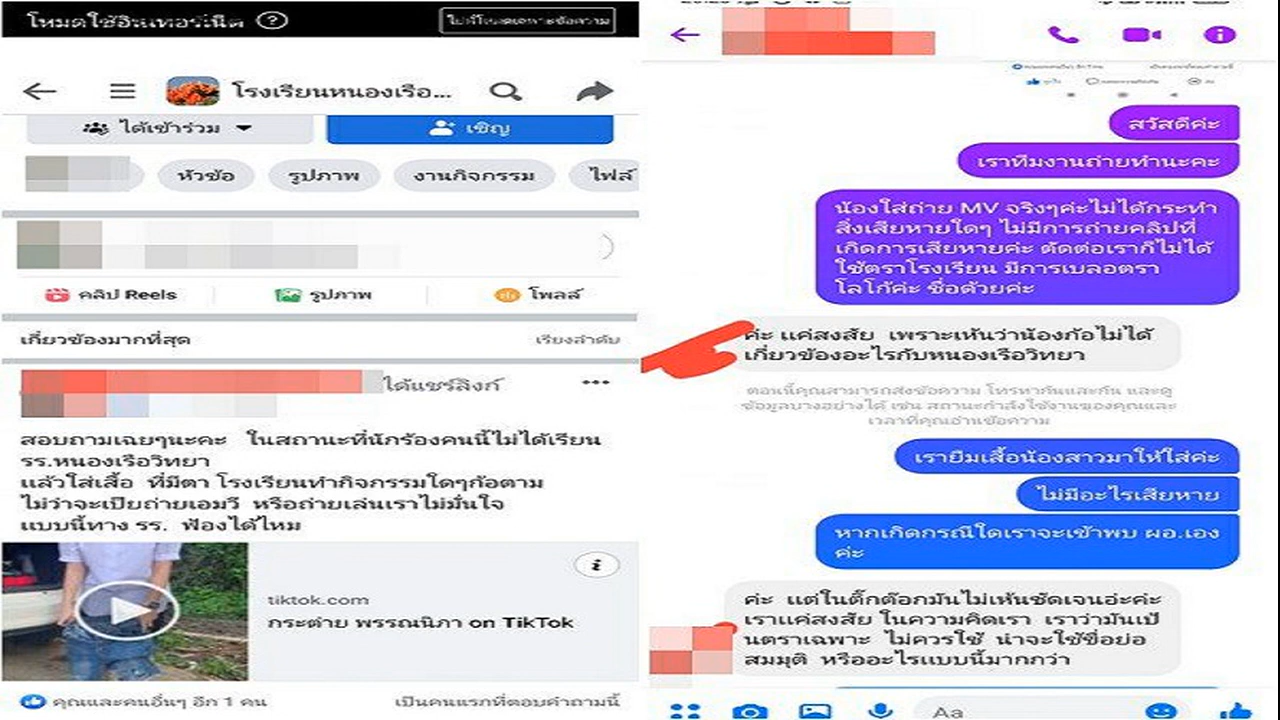 โหมดใช้อินเทอร์เน็ต ?
ไปที่โหมดเฉพาะข้อความ
โรงเรียนหนองเรือ...
ได้เข้าร่วม
เชิญ
หัวข้อ
รูปภาพ
งานกิจกรรม
ไฟล์
คลิป Reels
รูปภาพ
โพลล์
เกี่ยวข้องมากที่สุด
เรียงลำดับ
ได้แชร์ลิงก์
สอบถามเฉยๆนะคะ ในสถานะที่นักร้องคนนี้ไม่ได้เรียน
รร.หนองเรือวิทยา
แล้วใส่เสื้อ ที่มีตา โรงเรียนทำกิจกรรมใดๆก้อตาม
ไม่ว่าจะเปียถ่ายเอมวี หรือถ่ายเล่นเราไม่มั่นใจ
แบบนี้ทาง รร. ฟ้องได้ไหม
tiktok.com
กระต่าย พรรณนิภา on TikTok
คุณและคนอื่นๆ อีก 1 คน
เป็นคนแรกที่ตอบคำถามนี้
สวัสดีค่ะ
เราทีมงานถ่ายทำนะคะ
น้องใส่ถ่าย MV จริงๆค่ะไม่ได้กระทำ
สิ่งเสียหายใดๆ ไม่มีการถ่ายคลิปที่
เกิดการเสียหายค่ะ ตัดต่อเราก็ไม่ได้
ใช้ตราโรงเรียน มีการเบลอตรา
โลโก้ค่ะ ชื่อด้วยค่ะ
ค่ะ แค่สงสัย เพราะเห้นว่าน้องก้อไม่ได้
เกี่ยวข้องอะไรกับหนองเรือวิทยา
ตอนนี้คุณสามารถส่งข้อความ โทรหากันและกัน และดู
ข้อมูลบางอย่างได้ เช่น สถานะกำลังใช้งานของคุณและ
เวลาที่คุณอ่านข้อความ
เรายืมเสื้อน้องสาวมาให้ใส่ค่ะ
ไม่มีอะไรเสียหาย
หากเกิดกรณีใดเราจะเข้าพบ ผอ.เอง
ค่ะ
ค่ะ แต่ในติ๊กต๊อกมันไม่เห้นชัดเจนอ่ะค่ะ
เราแค่สงสัย ในความคิดเรา เราว่ามันเป้
นตราเฉพาะ ไม่ควรใช้ น่าจะใช้ชื่อย่อ
สมมุติ หรืออะไรแบบนี้มากกว่า
Aa